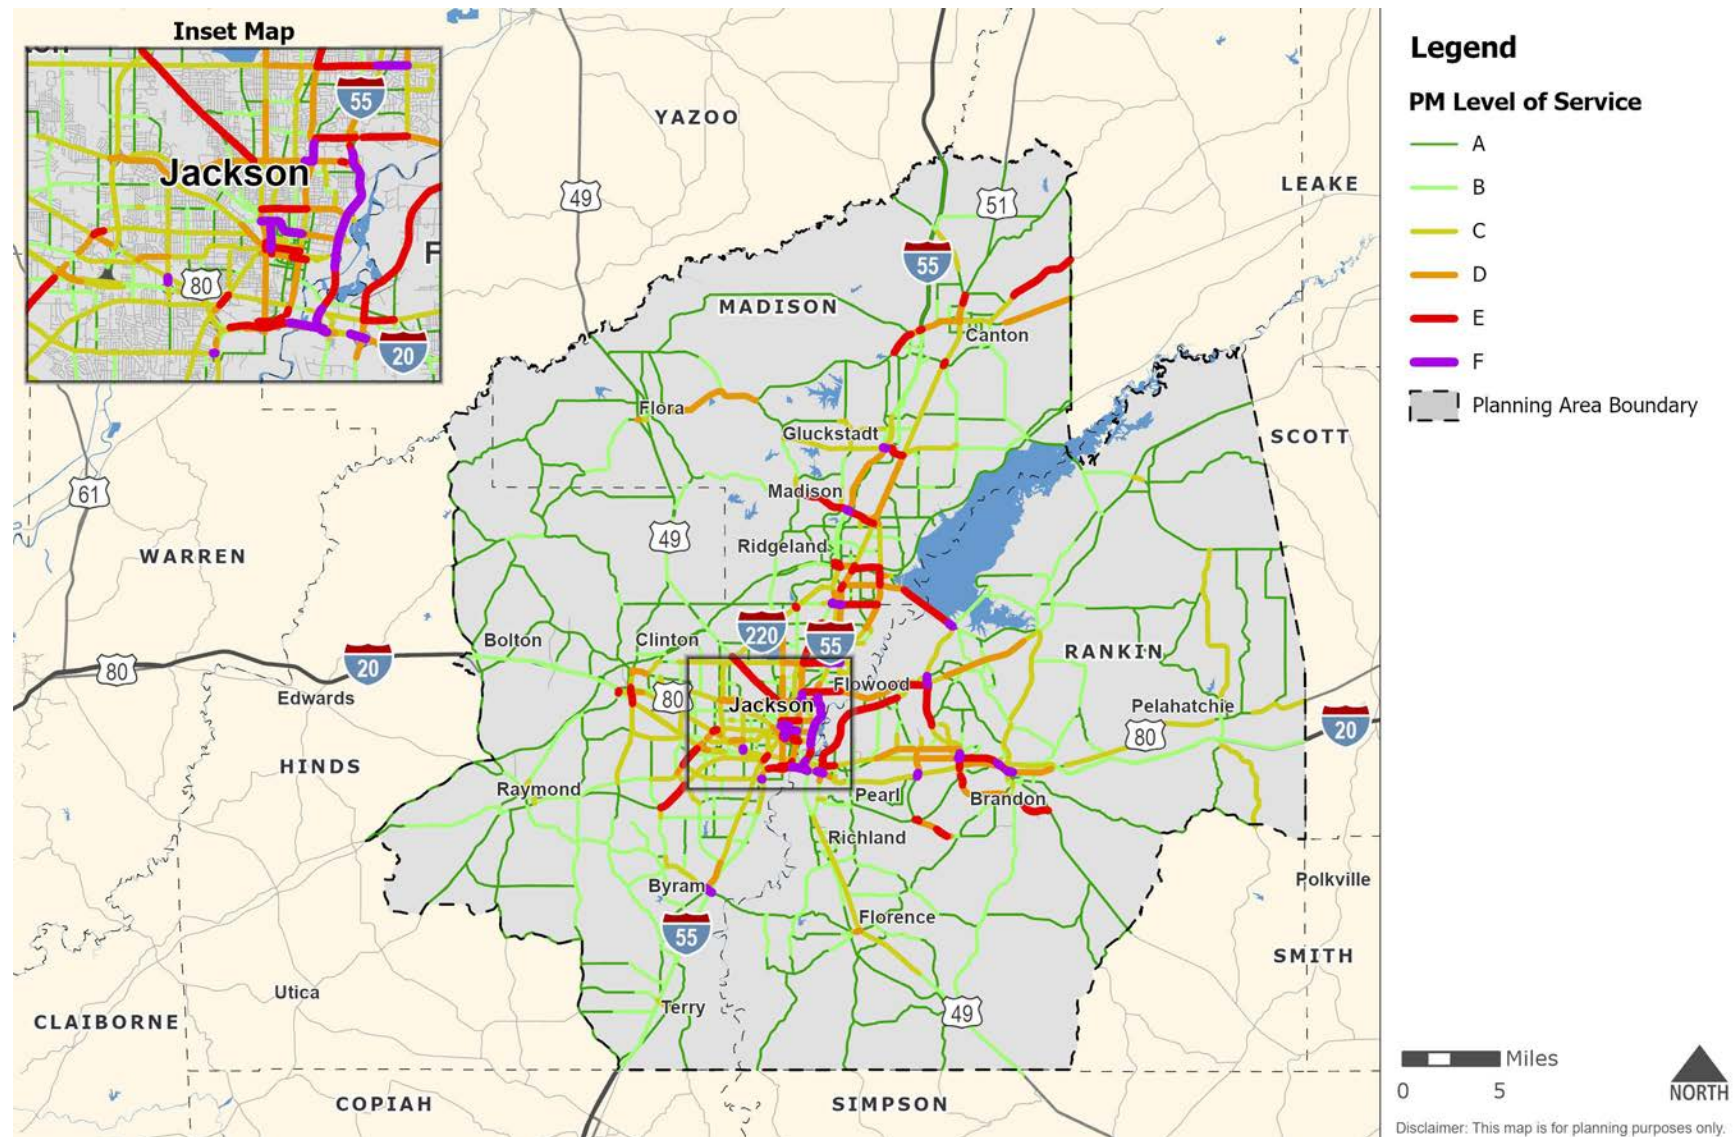 Inset Map
55
Jackson
F
80
20
YAZOO
LEAKE
49
51
55
MADISON
Canton
Flora
Gluckstadt
SCOTT
61
Madison
49
Ridgeland
WARREN
220
55
Bolton
Clinton
RANKIN
80
20
Edwards
80
Flowood
Jackson
Pelahatchie
80
20
HINDS
Raymond
Pearl
Brandon
Richland
Byram
Polkville
55
Florence
SMITH
Utica
Terry
49
CLAIBORNE
COPIAH
SIMPSON
Legend
PM Level of Service
A
B
C
D
E
F
Planning Area Boundary
Miles
0 5
NORTH
Disclaimer: This map is for planning purposes only.